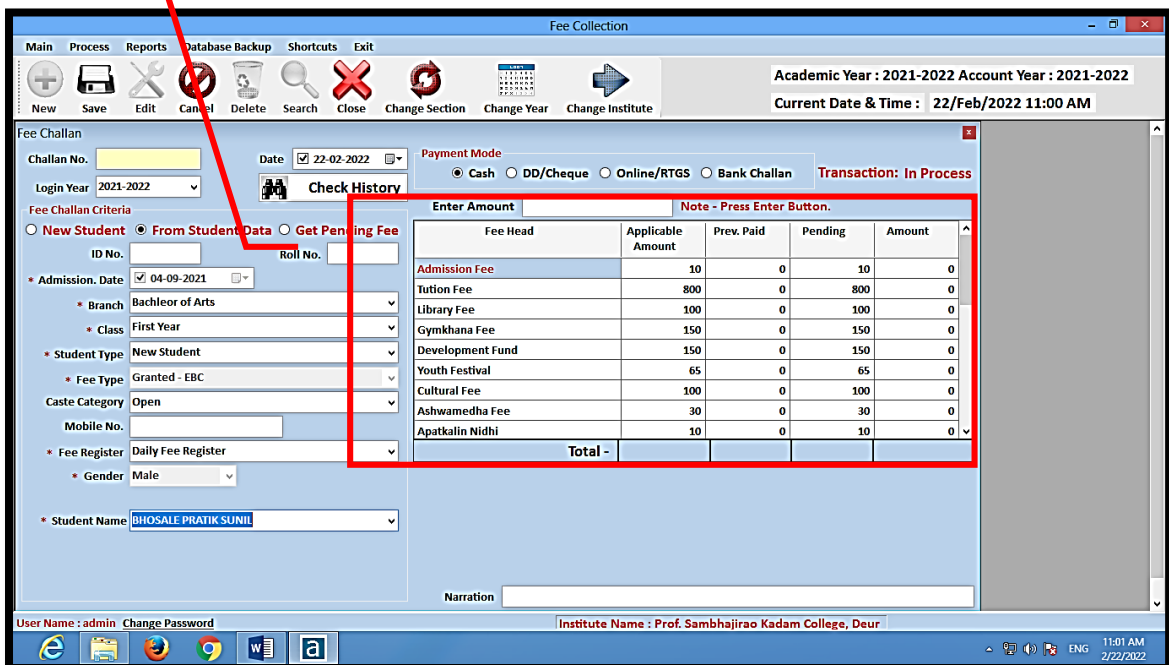 Fee Collection
Main Process Reports Database Backup Shortcuts Exit
New Save Edit Cancel Delete Search Close Change Section Change Year Change Institute
Academic Year : 2021-2022 Account Year : 2021-2022
Current Date & Time : 22/Feb/2022 11:00 AM
Fee Challan
Challan No. Date 22-02-2022
Login Year 2021-2022 Check History
Payment Mode
Cash DD/Cheque Online/RTGS Bank Challan Transaction: In Process
Fee Challan Criteria
New Student From Student Data Get Pending Fee
ID No. Roll No.
* Admission. Date 04-09-2021
* Branch Bachleor of Arts
* Class First Year
* Student Type New Student
* Fee Type Granted - EBC
Caste Category Open
Mobile No.
* Fee Register Daily Fee Register
* Gender Male
* Student Name BHOSALE PRATIK SUNIL
Enter Amount Note - Press Enter Button.
Fee Head Applicable Amount Prev. Paid Pending Amount
Admission Fee 10 0 10 0
Tution Fee 800 0 800 0
Library Fee 100 0 100 0
Gymkhana Fee 150 0 150 0
Development Fund 150 0 150 0
Youth Festival 65 0 65 0
Cultural Fee 100 0 100 0
Ashwamedha Fee 30 0 30 0
Apatkalin Nidhi 10 0 10 0
Total -
Narration
User Name : admin Change Password Institute Name : Prof. Sambhajirao Kadam College, Deur
ENG 11:01 AM
2/22/2022